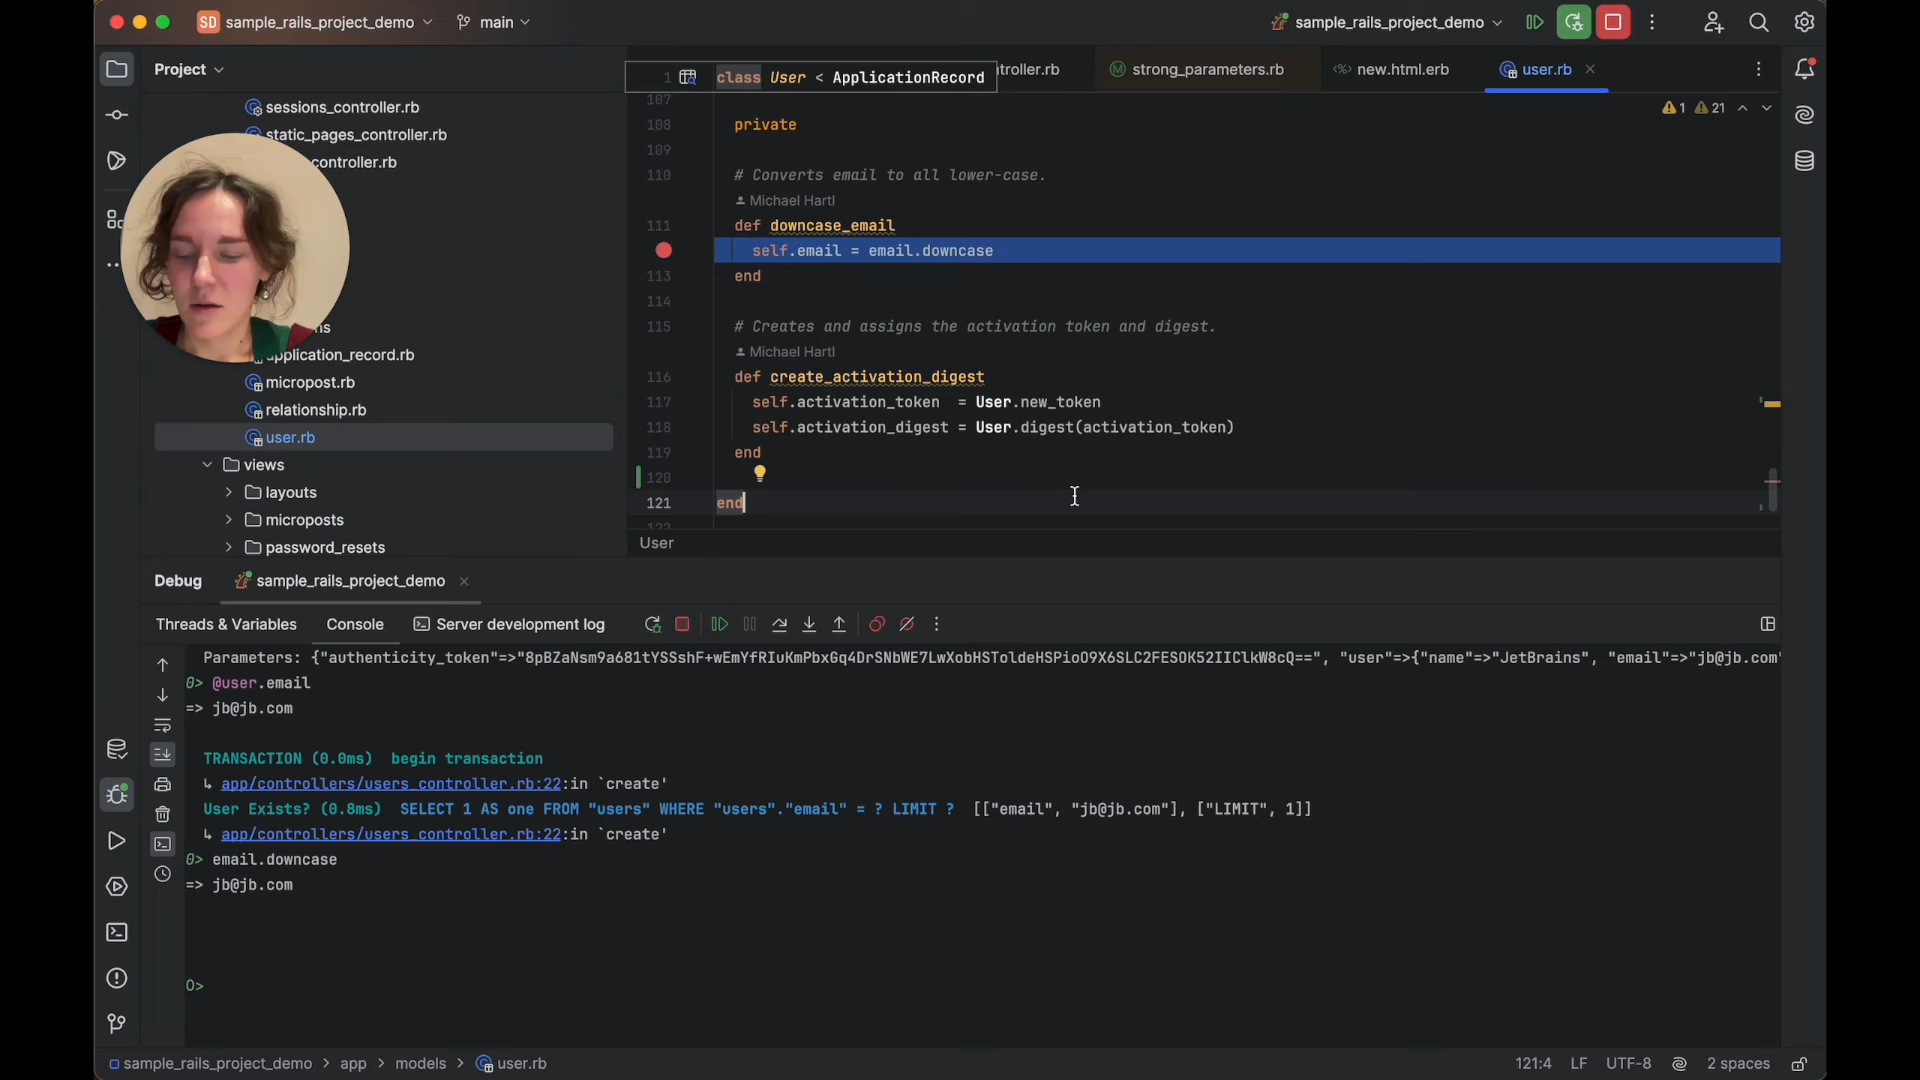 SD sample_rails_project_demo main sample_rails_project_demo
Project
class User < ApplicationRecord
troller.rb
strong_parameters.rb
new.html.erb
user.rb
1
1 21
sessions_controller.rb
static_pages_controller.rb
controller.rb
application_record.rb
micropost.rb
relationship.rb
user.rb
views
layouts
microposts
password_resets
107
108 private
109
110 # Converts email to all lower-case.
Michael Hartl
111 def downcase_email
self.email = email.downcase
113 end
114
115 # Creates and assigns the activation token and digest.
Michael Hartl
116 def create_activation_digest
117 self.activation_token = User.new_token
118 self.activation_digest = User.digest(activation_token)
119 end
120
121 end
122
User
Debug sample_rails_project_demo
Threads & Variables Console Server development log
Parameters: {"authenticity_token"=>"8pBZaNsm9a681tYSSshF+wEmYfRIuKmPbxGq4DrSNbWE7LwXobHSToldeHSPioO9X6SLC2FESOK52IIClkW8cQ==", "user"=>{"name"=>"JetBrains", "email"=>"jb@jb.com"
0> @user.email
=> jb@jb.com
TRANSACTION (0.0ms) begin transaction
↳ app/controllers/users_controller.rb:22:in `create'
User Exists? (0.8ms) SELECT 1 AS one FROM "users" WHERE "users"."email" = ? LIMIT ? [["email", "jb@jb.com"], ["LIMIT", 1]]
↳ app/controllers/users_controller.rb:22:in `create'
0> email.downcase
=> jb@jb.com
0>
sample_rails_project_demo > app > models > user.rb
121:4 LF UTF-8 2 spaces